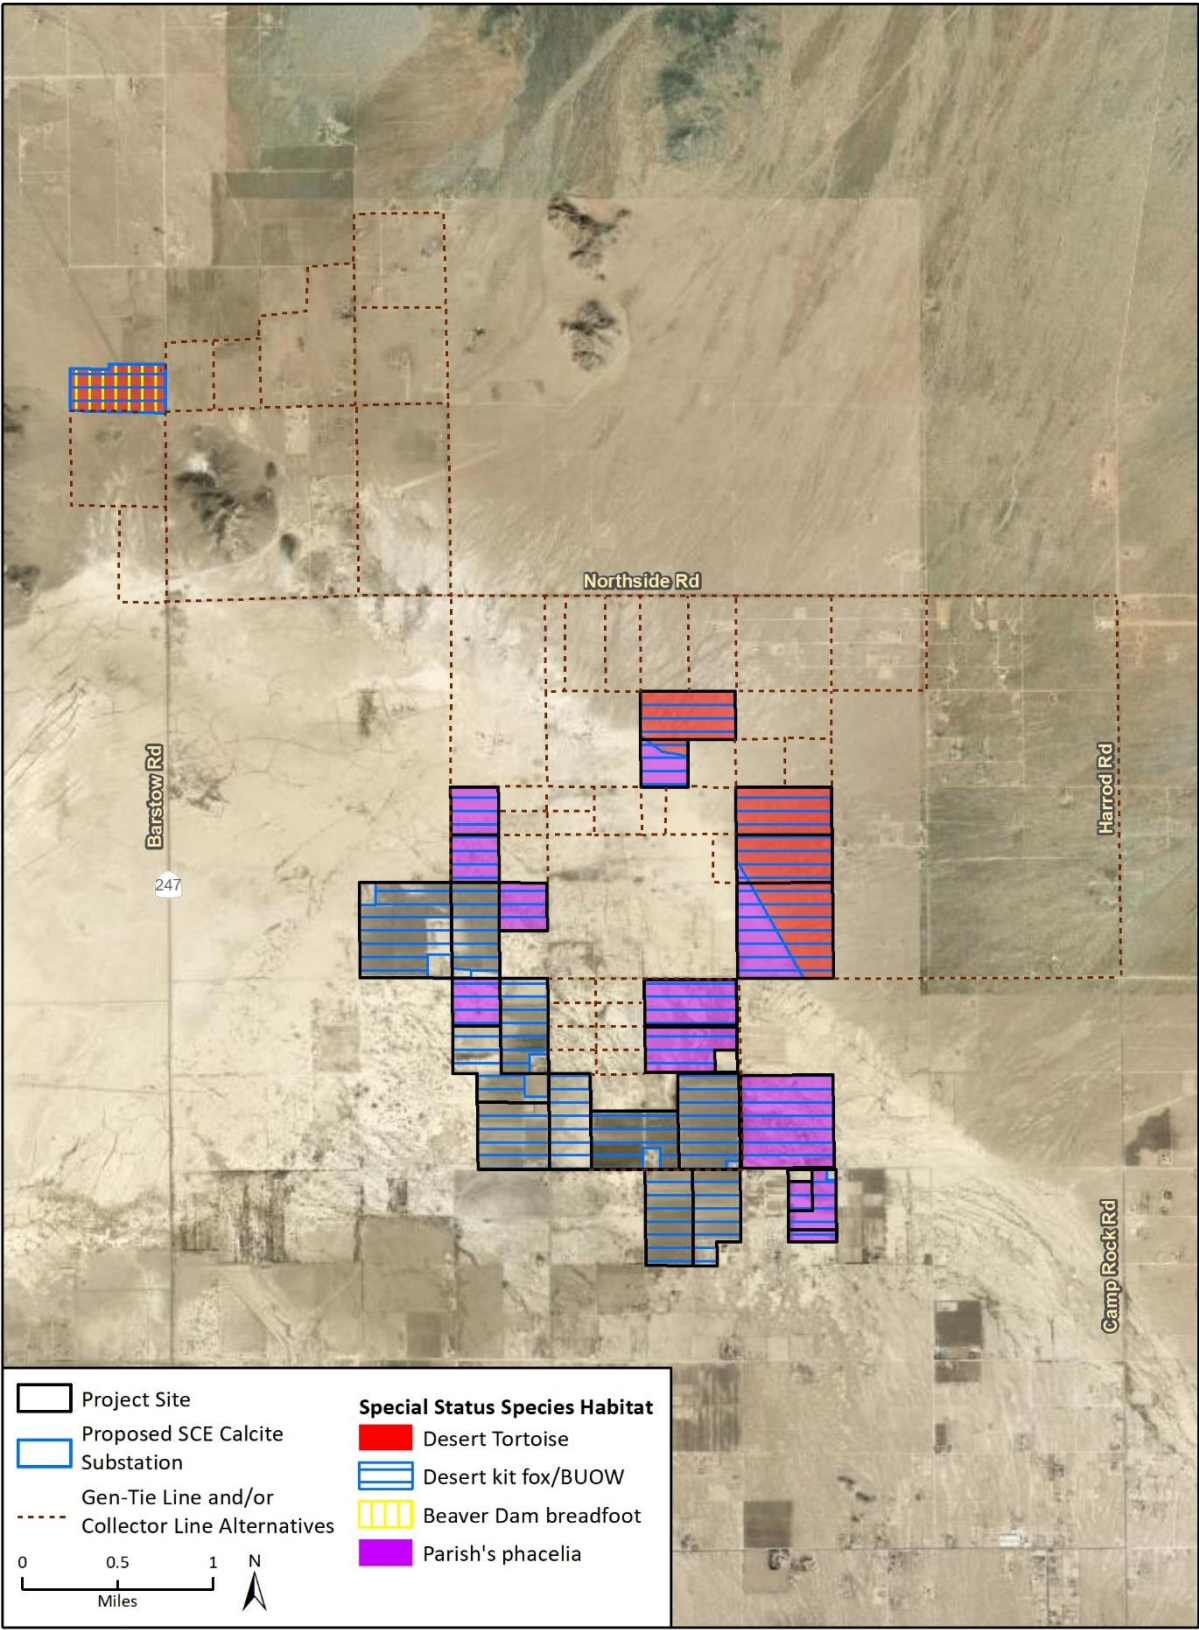 Northside Rd
Barstow Rd
247
Harrod Rd
Camp Rock Rd
Project Site
Proposed SCE Calcite
Substation
Gen-Tie Line and/or
Collector Line Alternatives
0 0.5 1
Miles
N
Special Status Species Habitat
Desert Tortoise
Desert kit fox/BUOW
Beaver Dam breadfoot
Parish's phacelia